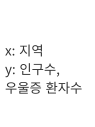 x: 지역
y: 인구수,
우울증 환자수